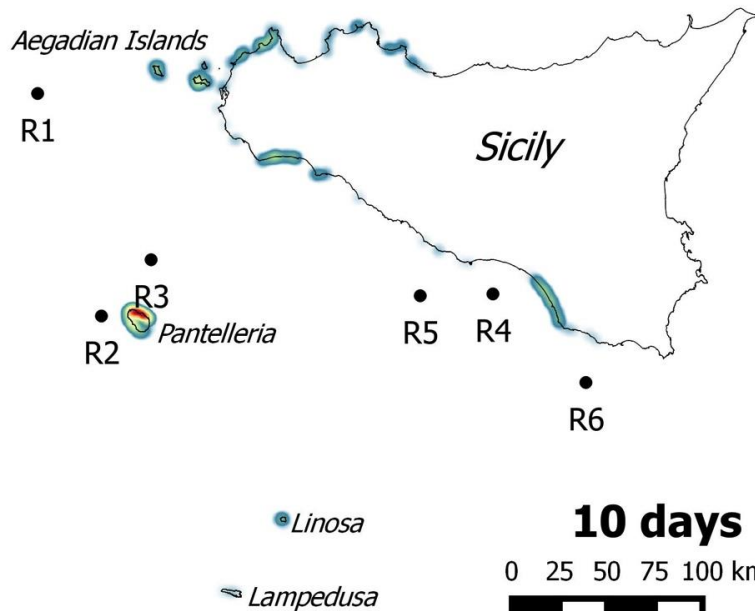 Aegadian Islands
R1
Sicily
R3
R2
Pantelleria
R5
R4
R6
Linosa
10 days
0 25 50 75 100 km
Lampedusa